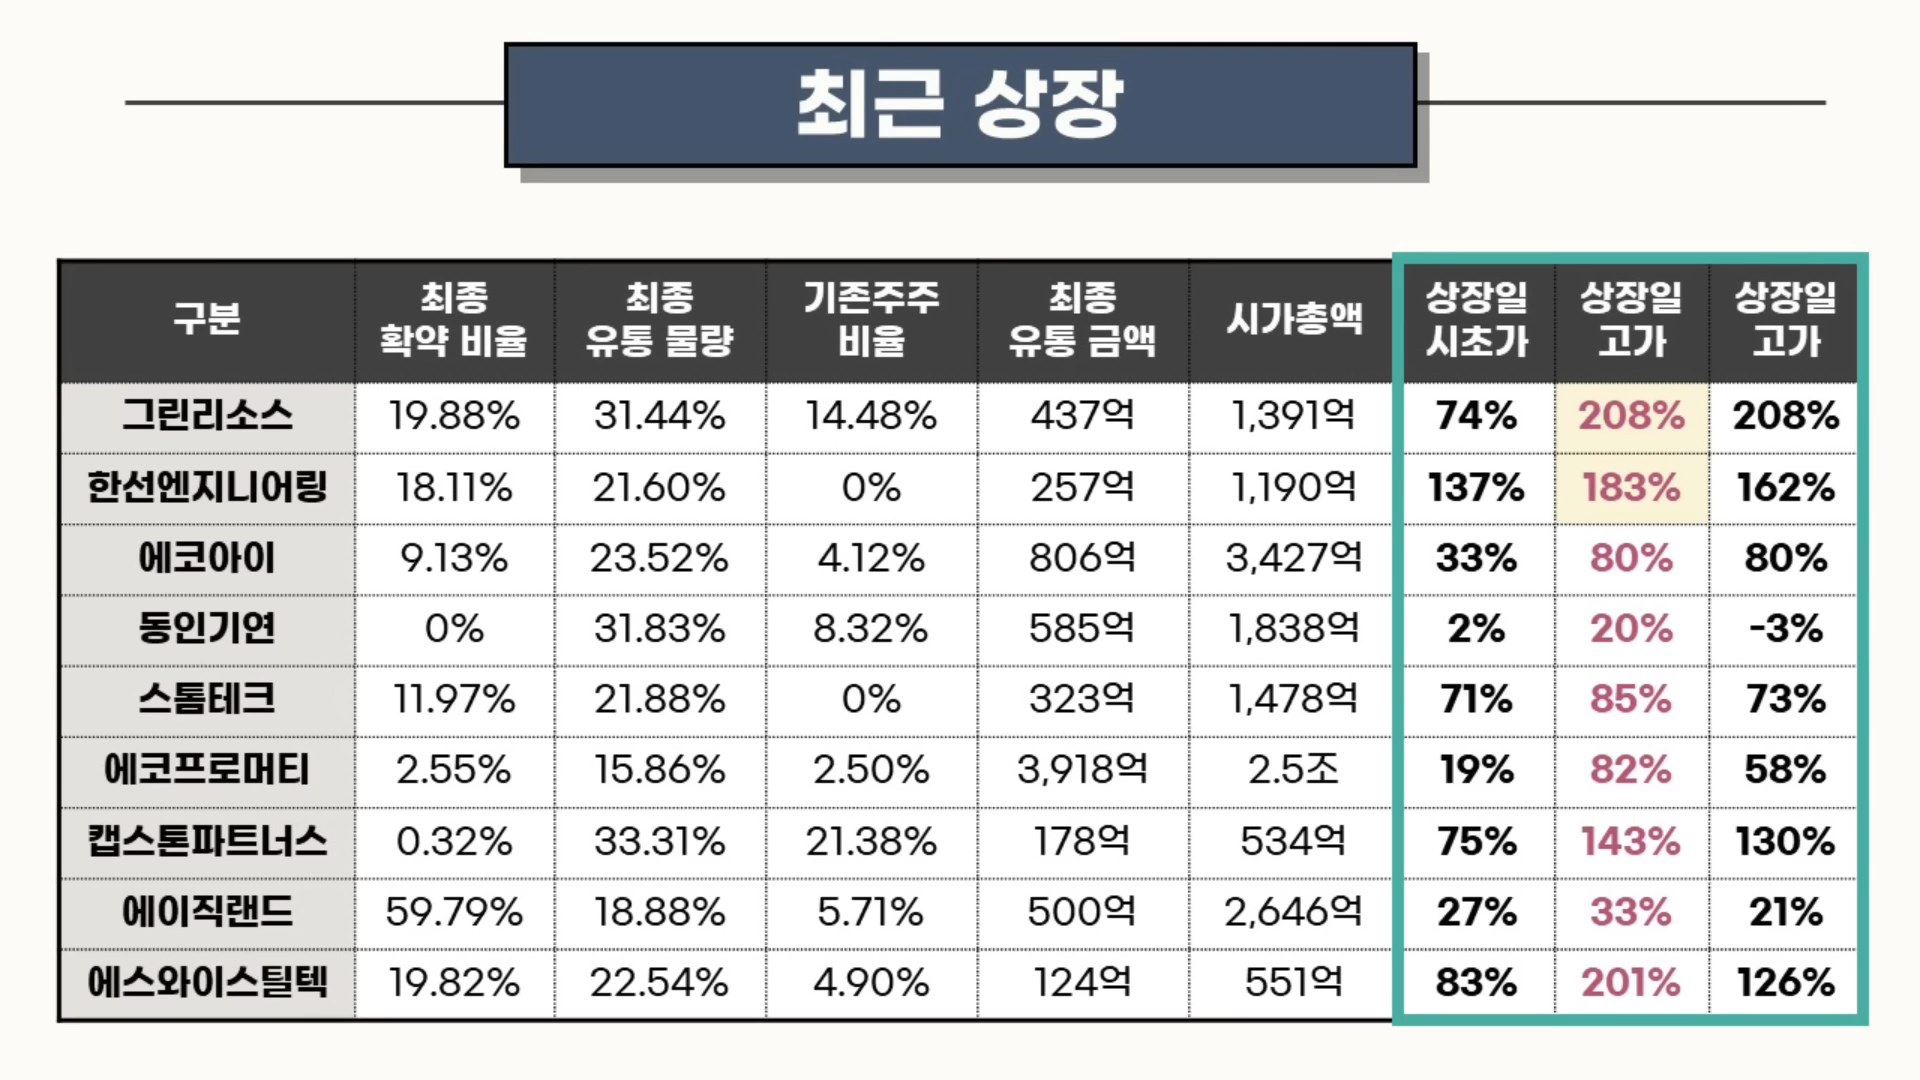 최근 상장
구분 최종 확약 비율 최종 유통 물량 기존주주 비율 최종 유통 금액 시가총액 상장일 시초가 상장일 고가 상장일 고가
그린리소스 19.88% 31.44% 14.48% 437억 1,391억 74% 208% 208%
한선엔지니어링 18.11% 21.60% 0% 257억 1,190억 137% 183% 162%
에코아이 9.13% 23.52% 4.12% 806억 3,427억 33% 80% 80%
동인기연 0% 31.83% 8.32% 585억 1,838억 2% 20% -3%
스톰테크 11.97% 21.88% 0% 323억 1,478억 71% 85% 73%
에코프로머티 2.55% 15.86% 2.50% 3,918억 2.5조 19% 82% 58%
캡스톤파트너스 0.32% 33.31% 21.38% 178억 534억 75% 143% 130%
에이직랜드 59.79% 18.88% 5.71% 500억 2,646억 27% 33% 21%
에스와이스틸텍 19.82% 22.54% 4.90% 124억 551억 83% 201% 126%